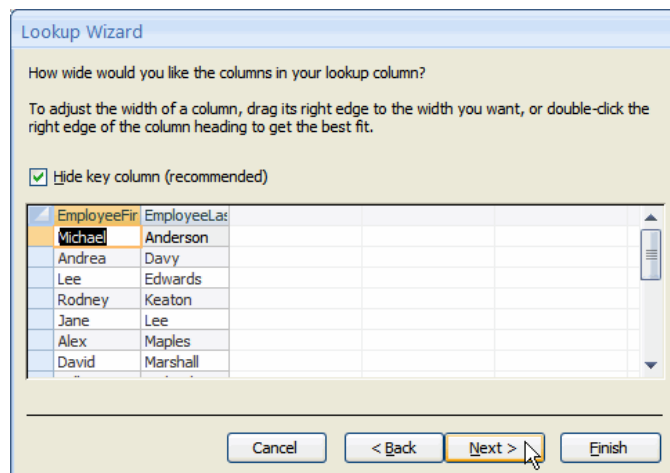 Lookup Wizard
How wide would you like the columns in your lookup column?
To adjust the width of a column, drag its right edge to the width you want, or double-click the
right edge of the column heading to get the best fit.
Hide key column (recommended)
EmployeeFir EmployeeLas
Michael Anderson
Andrea Davy
Lee Edwards
Rodney Keaton
Jane Lee
Alex Maples
David Marshall
Cancel < Back Next > Finish